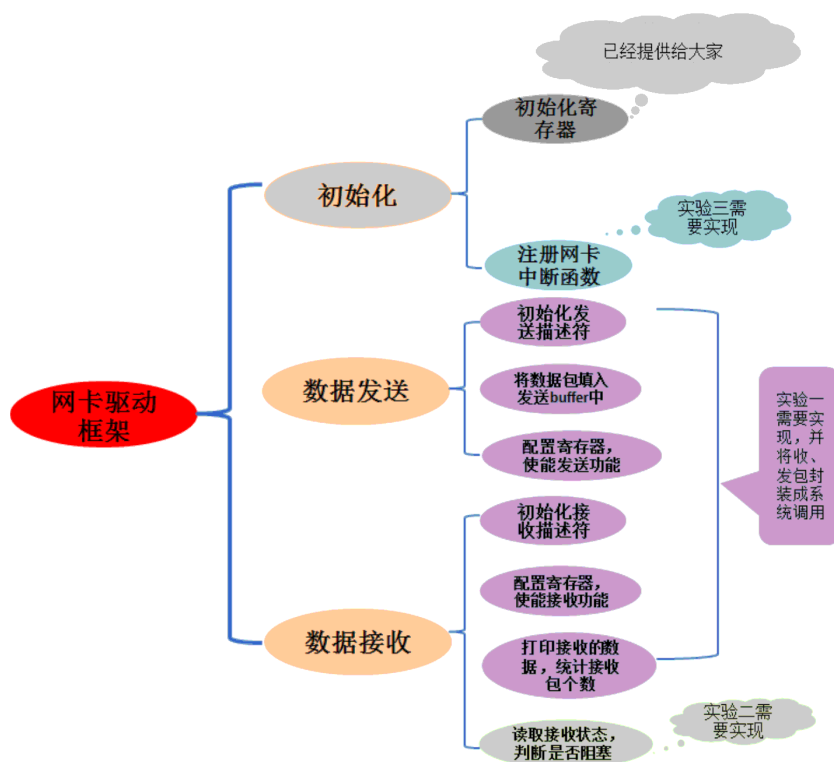 已经提供给大家
初始化寄
存器
初始化
实验三需
要实现
注册网卡
中断函数
初始化发
送描述符
数据发送
将数据包填入
发送buffer中
网卡驱动
框架
配置寄存器，
使能发送功能
实验一
需要实
现，并
将收、
发包封
装成系
统调用
初始化接
收描述符
配置寄存器，
使能接收功能
数据接收
打印接收的数
据，统计接收
包个数
实验二需
要实现
读取接收状态，
判断是否阻塞